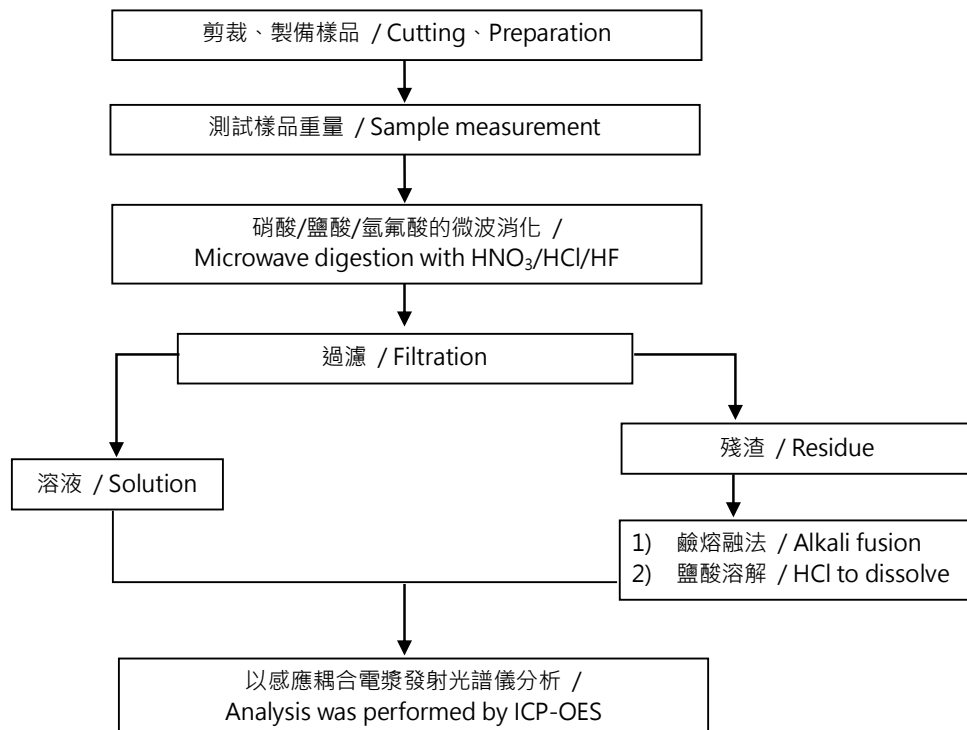 剪裁、製備樣品 / Cutting、Preparation
測試樣品重量 / Sample measurement
硝酸/鹽酸/氫氟酸的微波消化 /
Microwave digestion with HNO₃/HCl/HF
過濾 / Filtration
溶液 / Solution
殘渣 / Residue
1) 鹼熔融法 / Alkali fusion
2) 鹽酸溶解 / HCl to dissolve
以感應耦合電漿發射光譜儀分析 /
Analysis was performed by ICP-OES